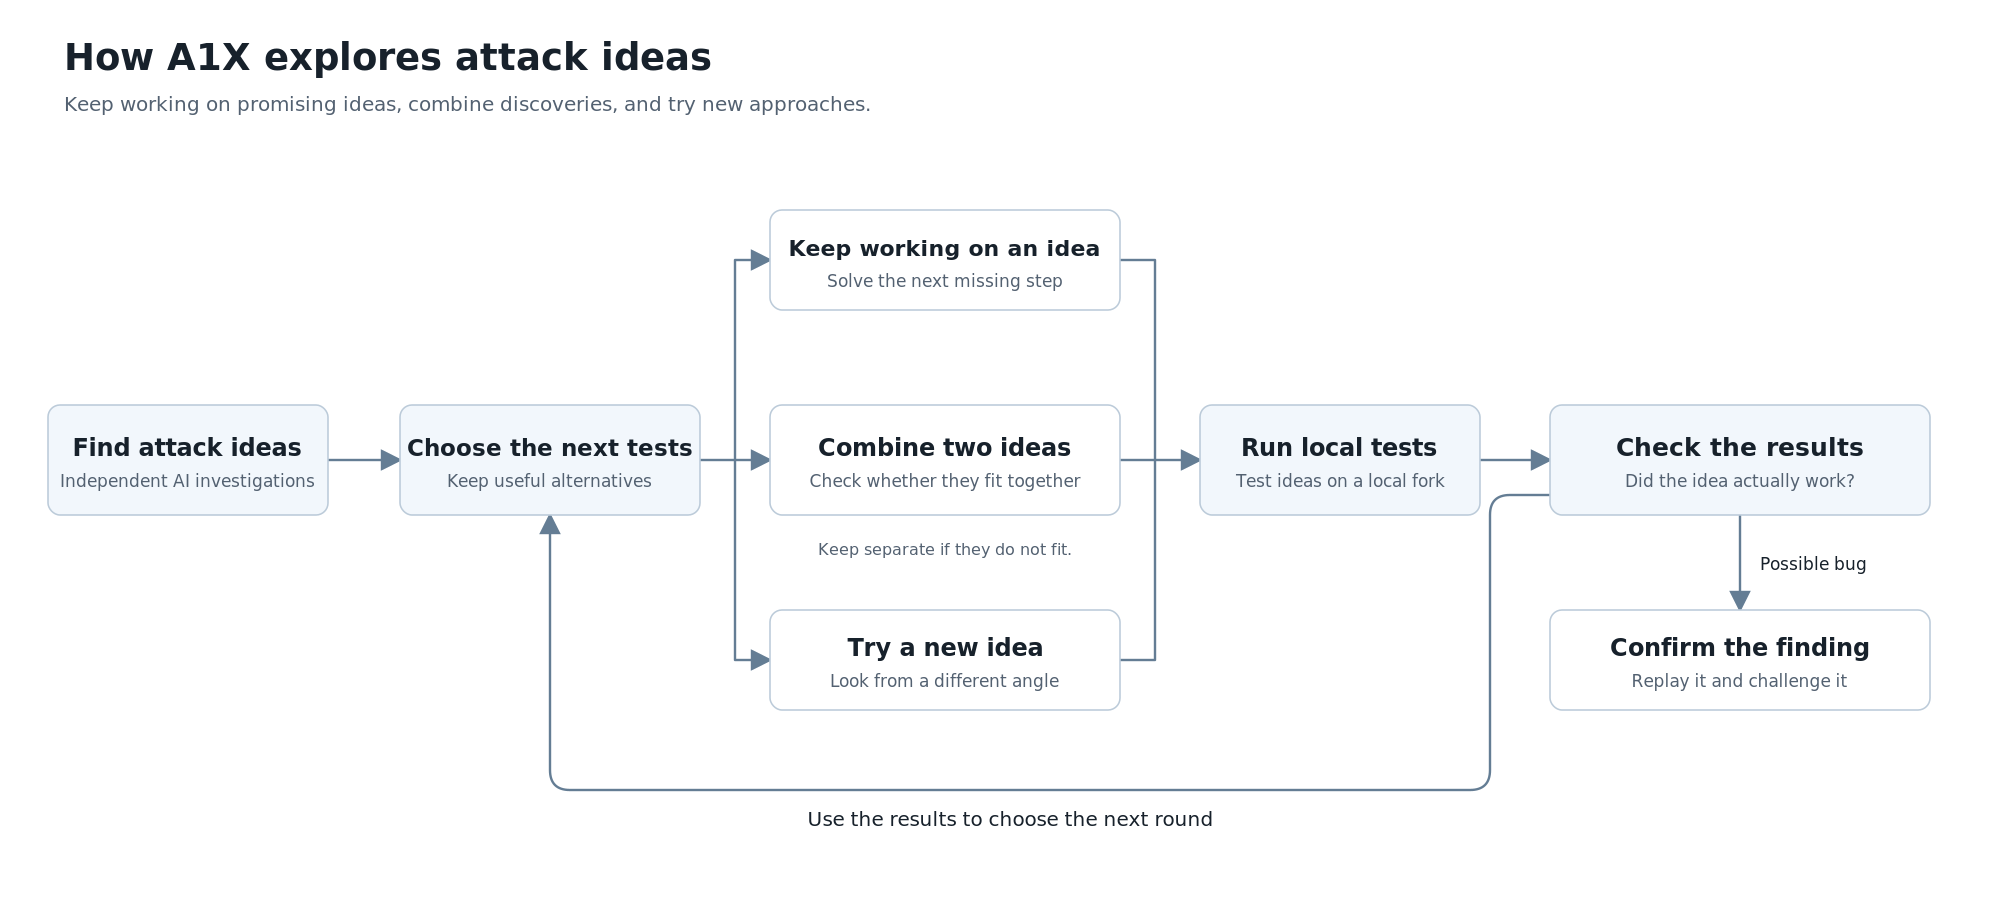 How A1X explores attack ideas
Keep working on promising ideas, combine discoveries, and try new approaches.
Find attack ideas
Independent AI investigations
Choose the next tests
Keep useful alternatives
Keep working on an idea
Solve the next missing step
Combine two ideas
Check whether they fit together
Keep separate if they do not fit.
Try a new idea
Look from a different angle
Run local tests
Test ideas on a local fork
Check the results
Did the idea actually work?
Possible bug
Confirm the finding
Replay it and challenge it
Use the results to choose the next round